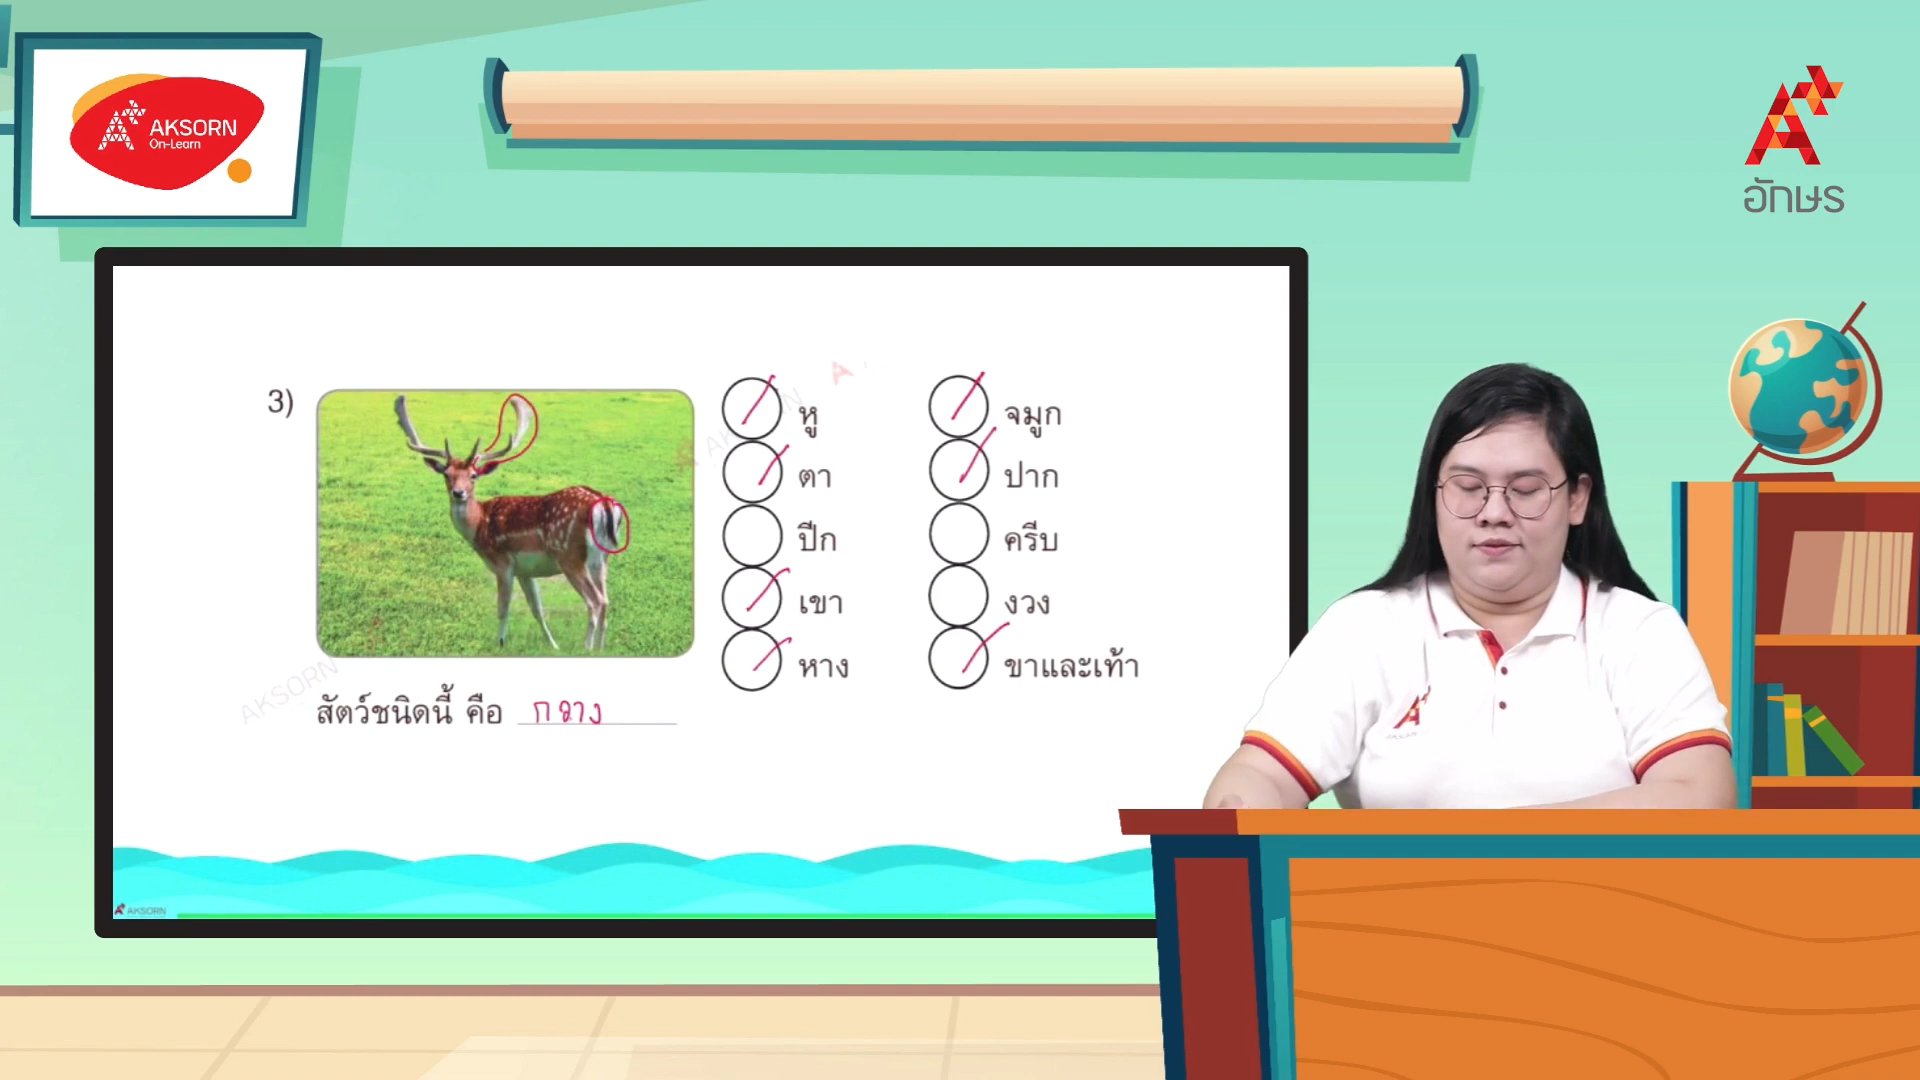 AKSORN
On-Learn
อักษร
3)
หู
จมูก
ตา
ปาก
ปีก
ครีบ
เขา
งวง
หาง
ขาและเท้า
สัตว์ชนิดนี้ คือ กวาง
AKSORN
AKSORN